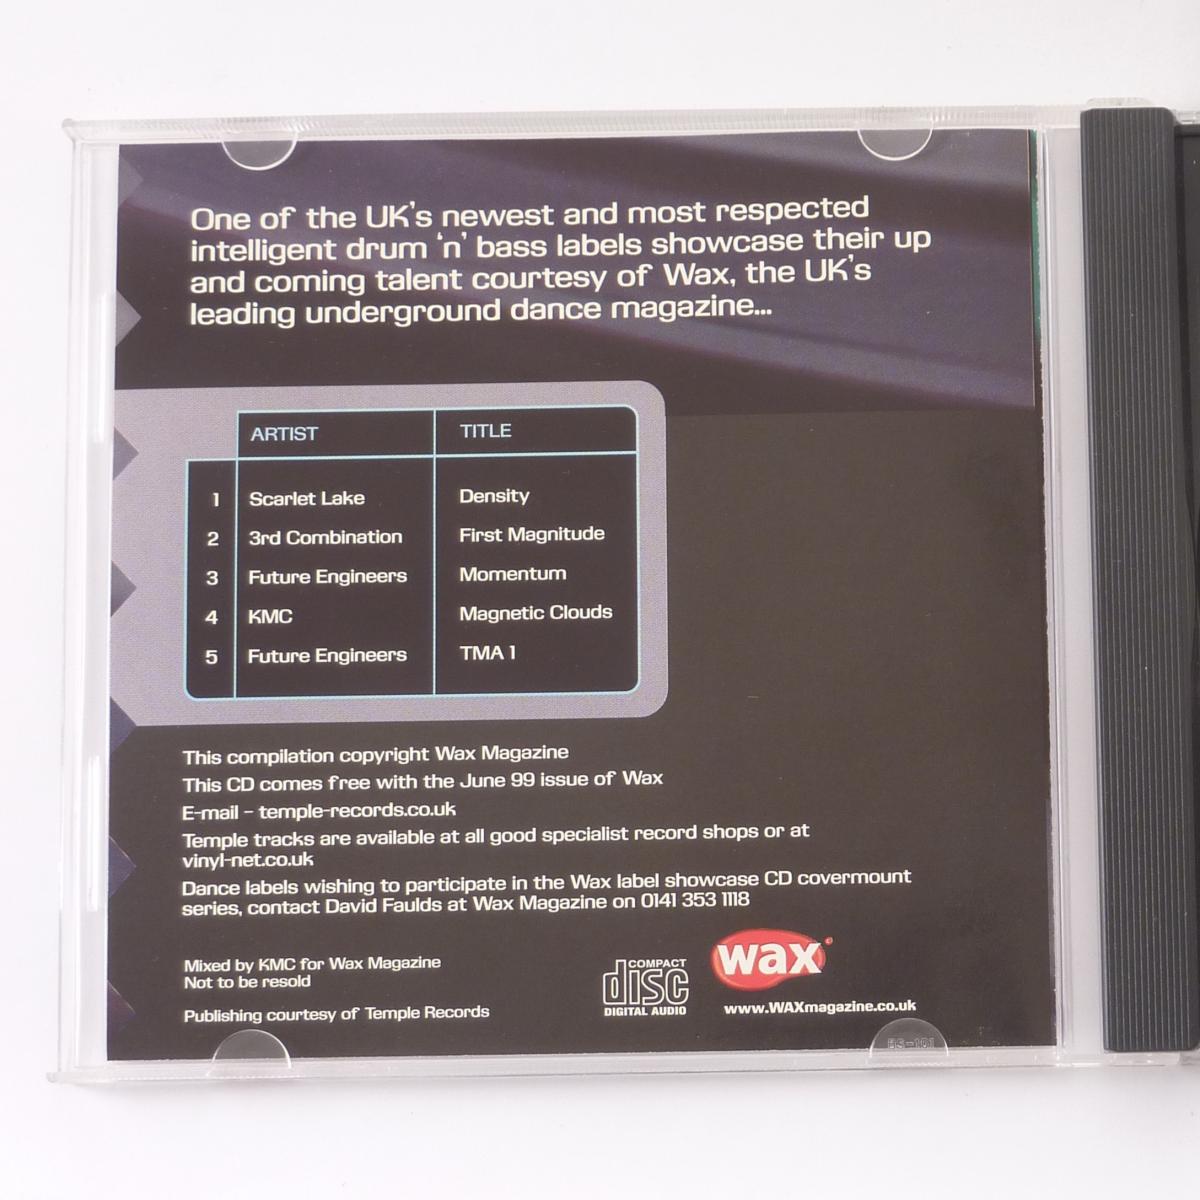 One of the UK's newest and most respected
intelligent drum 'n' bass labels showcase their up
and coming talent courtesy of Wax, the UK's
leading underground dance magazine...
ARTIST TITLE
1 Scarlet Lake Density
2 3rd Combination First Magnitude
3 Future Engineers Momentum
4 KMC Magnetic Clouds
5 Future Engineers TMA 1
This compilation copyright Wax Magazine
This CD comes free with the June 99 issue of Wax
E-mail – temple-records.co.uk
Temple tracks are available at all good specialist record shops or at
vinyl-net.co.uk
Dance labels wishing to participate in the Wax label showcase CD covermount
series, contact David Faulds at Wax Magazine on 0141 353 1118
Mixed by KMC for Wax Magazine
Not to be resold
Publishing courtesy of Temple Records
COMPACT
disc
DIGITAL AUDIO
wax
www.WAXmagazine.co.uk